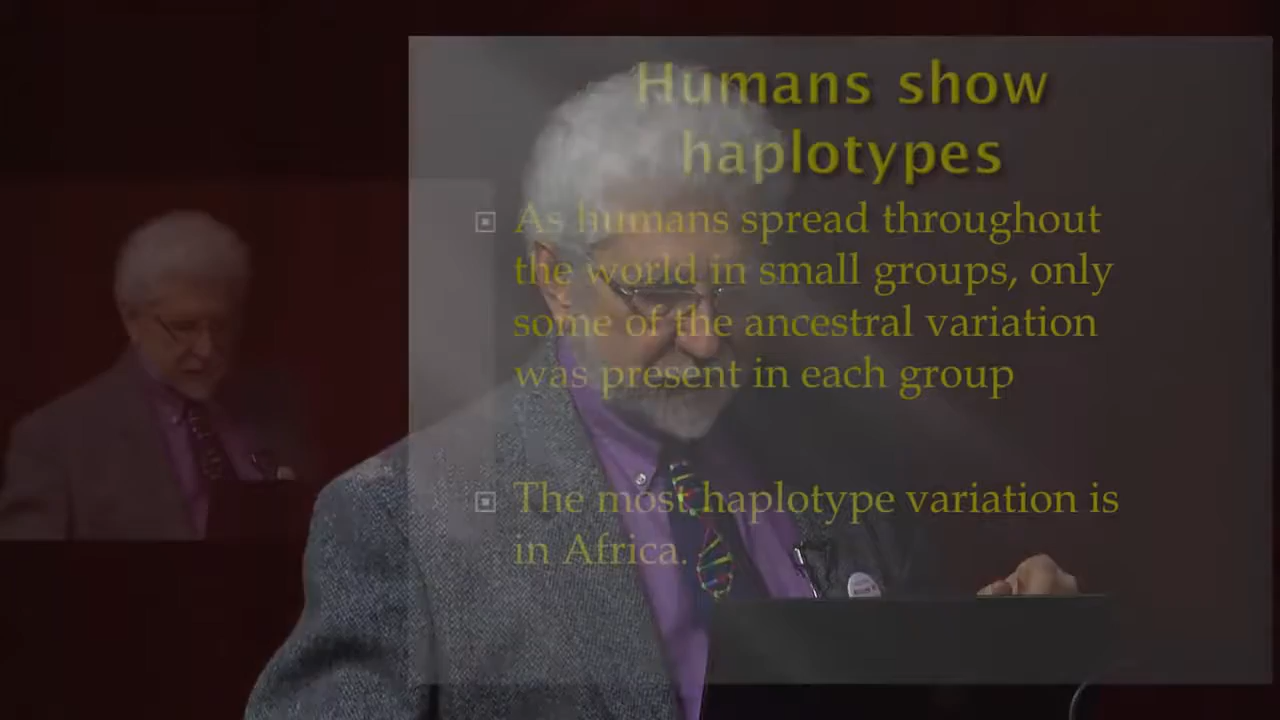 Humans show
haplotypes
As humans spread throughout
the world in small groups, only
some of the ancestral variation
was present in each group
The most haplotype variation is
in Africa.